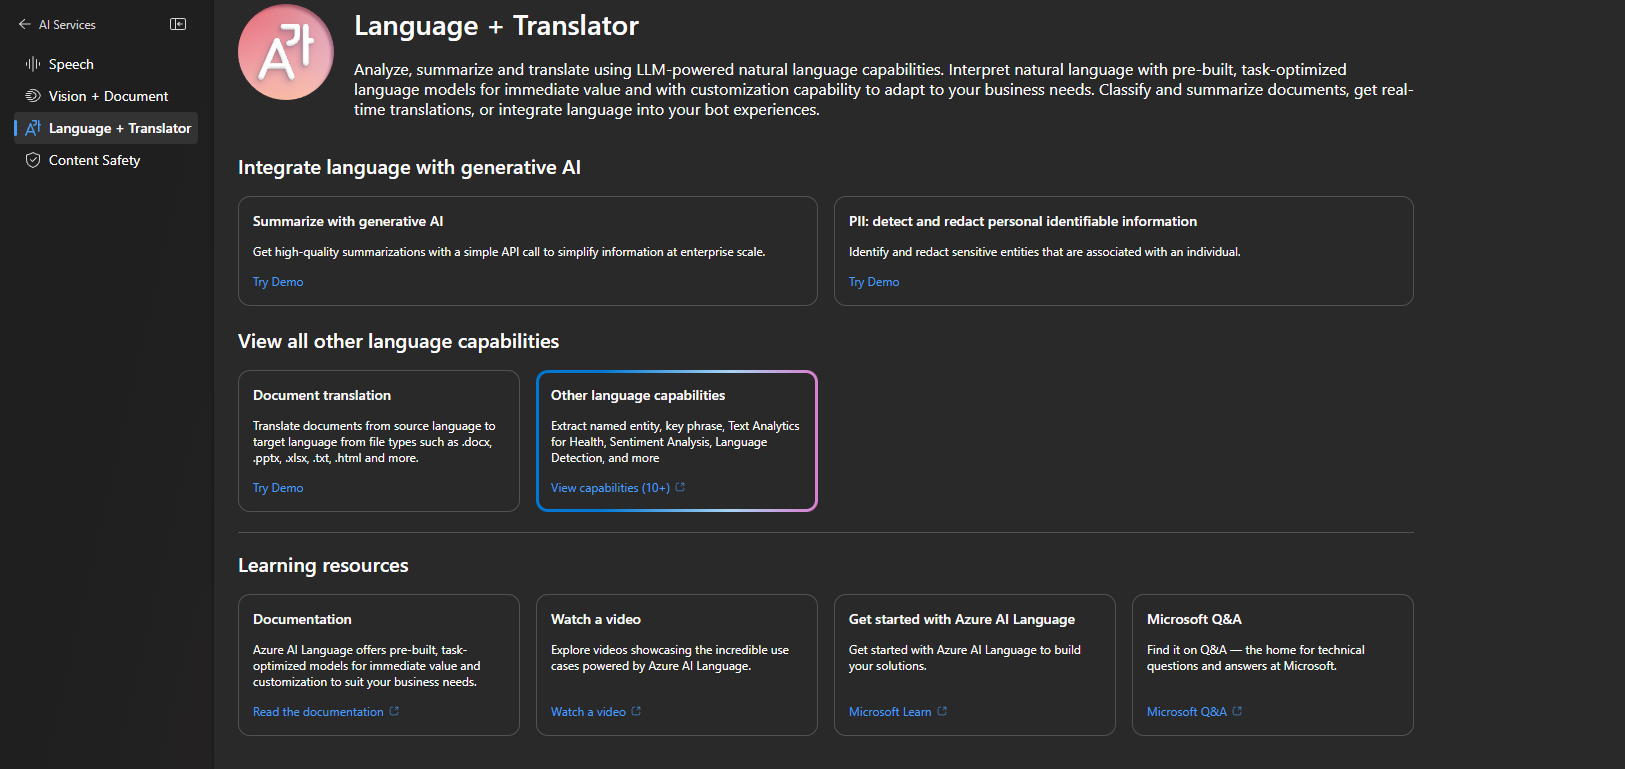 AI Services
Speech
Vision + Document
Language + Translator
Content Safety
Language + Translator
Analyze, summarize and translate using LLM-powered natural language capabilities. Interpret natural language with pre-built, task-optimized
language models for immediate value and with customization capability to adapt to your business needs. Classify and summarize documents, get real-
time translations, or integrate language into your bot experiences.
Integrate language with generative AI
Summarize with generative AI
Get high-quality summarizations with a simple API call to simplify information at enterprise scale.
Try Demo
PII: detect and redact personal identifiable information
Identify and redact sensitive entities that are associated with an individual.
Try Demo
View all other language capabilities
Document translation
Translate documents from source language to
target language from file types such as .docx,
.pptx, .xlsx, .txt, .html and more.
Try Demo
Other language capabilities
Extract named entity, key phrase, Text Analytics
for Health, Sentiment Analysis, Language
Detection, and more
View capabilities (10+)
Learning resources
Documentation
Azure AI Language offers pre-built, task-
optimized models for immediate value and
customization to suit your business needs.
Read the documentation
Watch a video
Explore videos showcasing the incredible use
cases powered by Azure AI Language.
Watch a video
Get started with Azure AI Language
Get started with Azure AI Language to build
your solutions.
Microsoft Learn
Microsoft Q&A
Find it on Q&A — the home for technical
questions and answers at Microsoft.
Microsoft Q&A